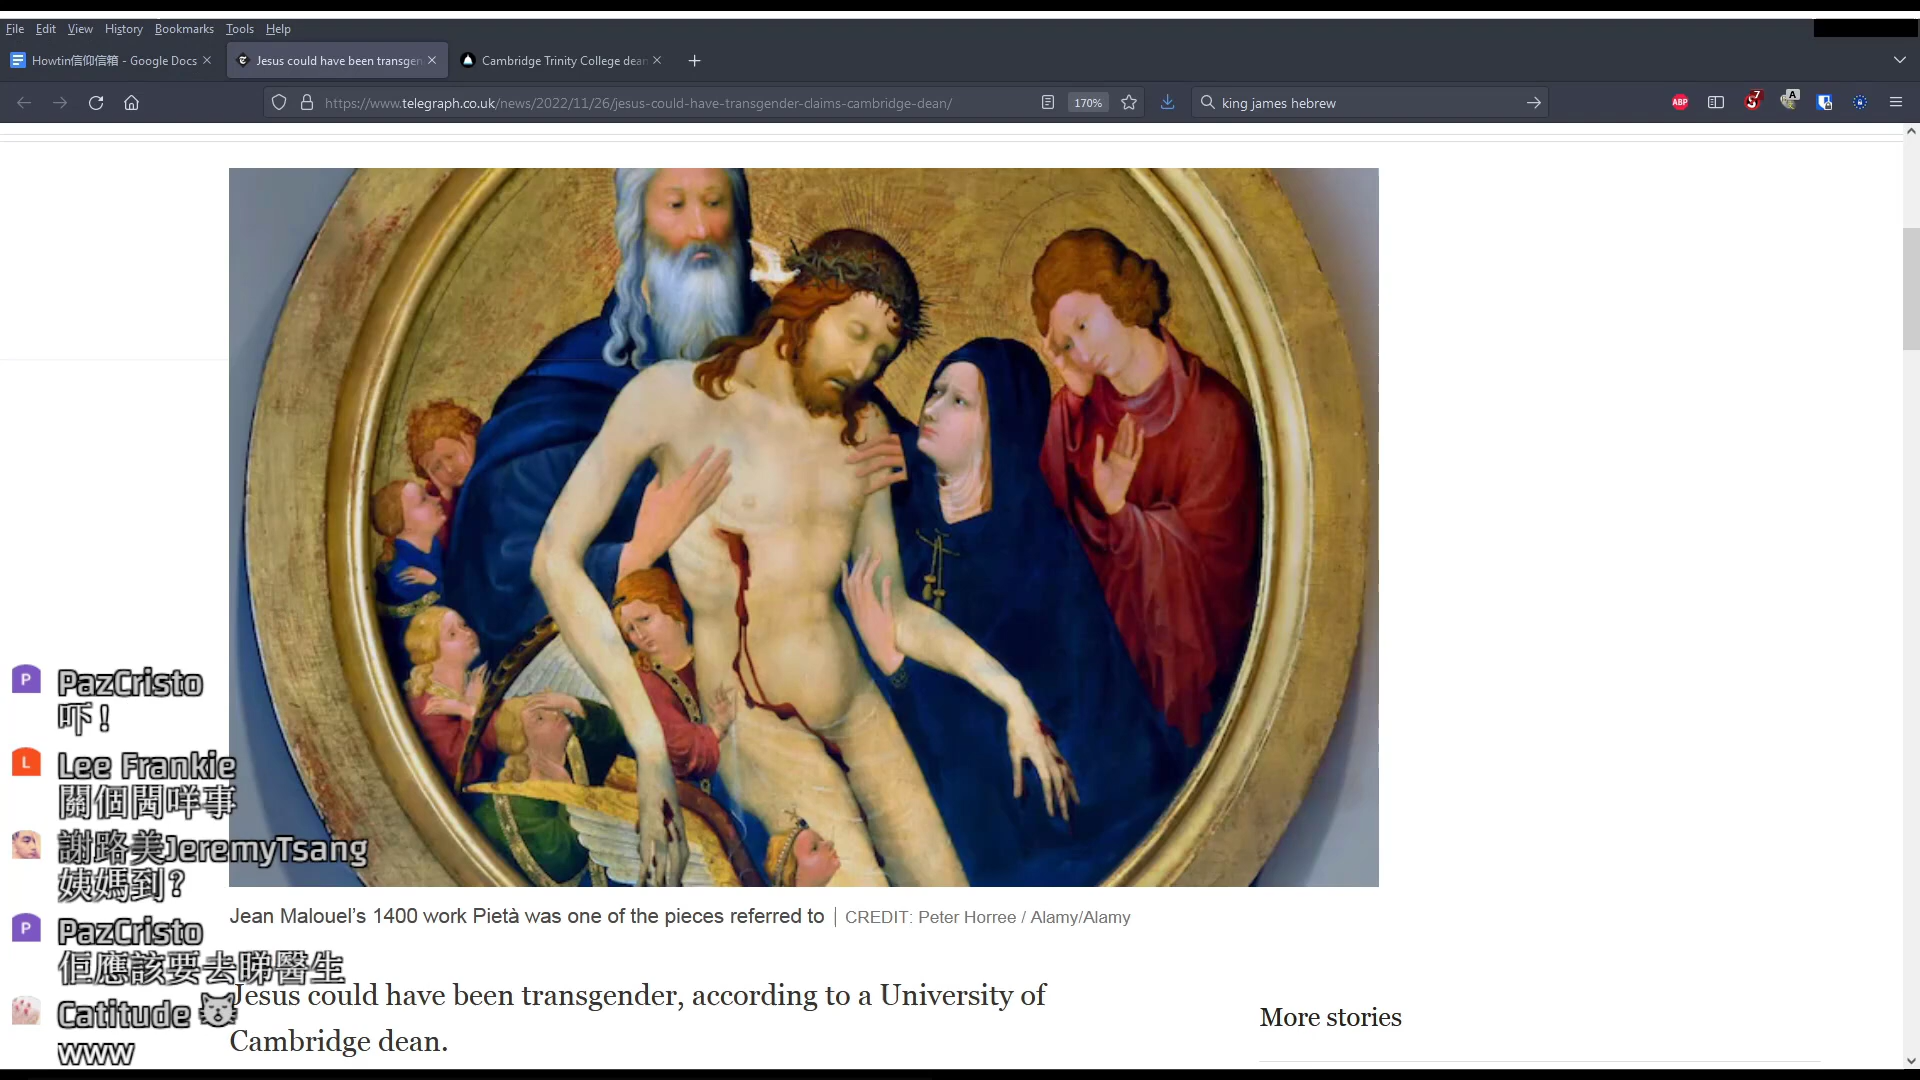 File Edit View History Bookmarks Tools Help
Howtin信仰信箱 - Google Docs
Jesus could have been transgen
Cambridge Trinity College dean
https://www.telegraph.co.uk/news/2022/11/26/jesus-could-have-transgender-claims-cambridge-dean/
170%
king james hebrew
ABP
7
A
P
PazCristo
吓!
L
Lee Frankie
關個閪咩事
謝路美JeremyTsang
姨媽到?
P
PazCristo
佢應該要去睇醫生
Catitude
www
Jean Malouel’s 1400 work Pietà was one of the pieces referred to | CREDIT: Peter Horree / Alamy/Alamy
Jesus could have been transgender, according to a University of
Cambridge dean.
More stories